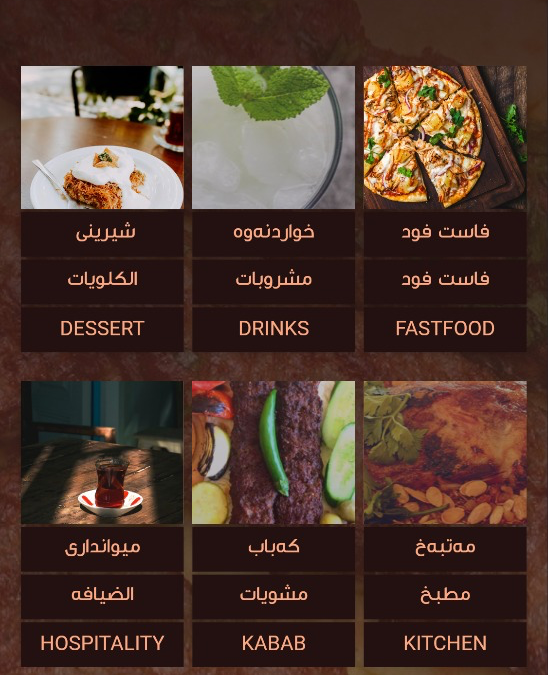 شیرینی
خواردنەوە
فاست فود
الكلويات
مشروبات
فاست فود
DESSERT
DRINKS
FASTFOOD
میوانداری
کەباب
مەتبەخ
الضيافه
مشويات
مطبخ
HOSPITALITY
KABAB
KITCHEN